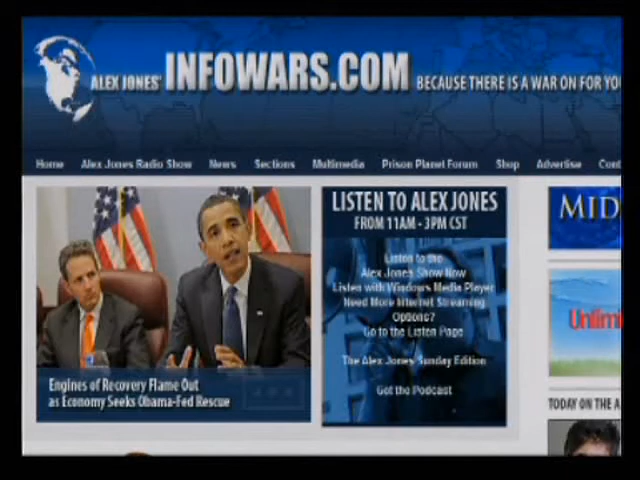 ALEX JONES' INFOWARS.COM BECAUSE THERE IS A WAR ON FOR YO
Home Alex Jones Radio Show News Sections Multimedia Prison Planet Forum Shop Advertise Cont
LISTEN TO ALEX JONES
FROM 11AM - 3PM CST
Listen to the
Alex Jones Show Now
Listen with Windows Media Player
Need More Internet Streaming
Options?
Go to the Listen Page
The Alex Jones Sunday Edition
Got the Podcast
Engines of Recovery Flame Out
as Economy Seeks Obama-Fed Rescue
MID
Unlimi
TODAY ON THE A